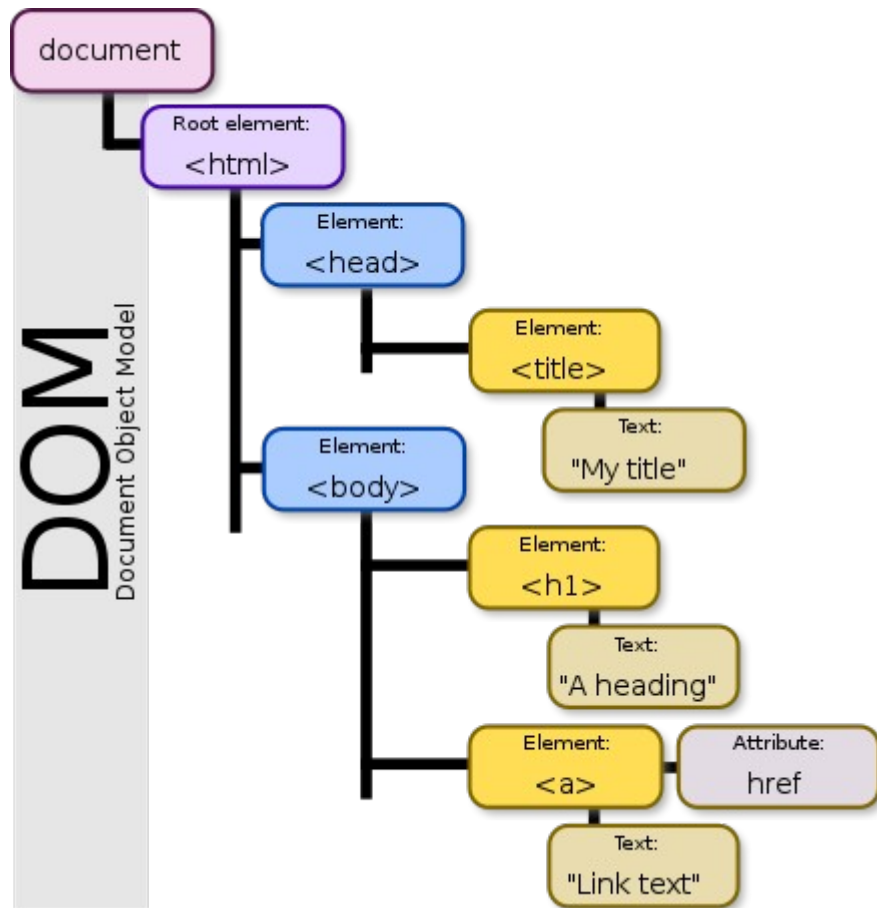 document
Root element:
<html>
Element:
<head>
Element:
<title>
Text:
"My title"
Element:
<body>
Element:
<h1>
Text:
"A heading"
Element:
<a>
Attribute:
href
Text:
"Link text"
DOM
Document Object Model